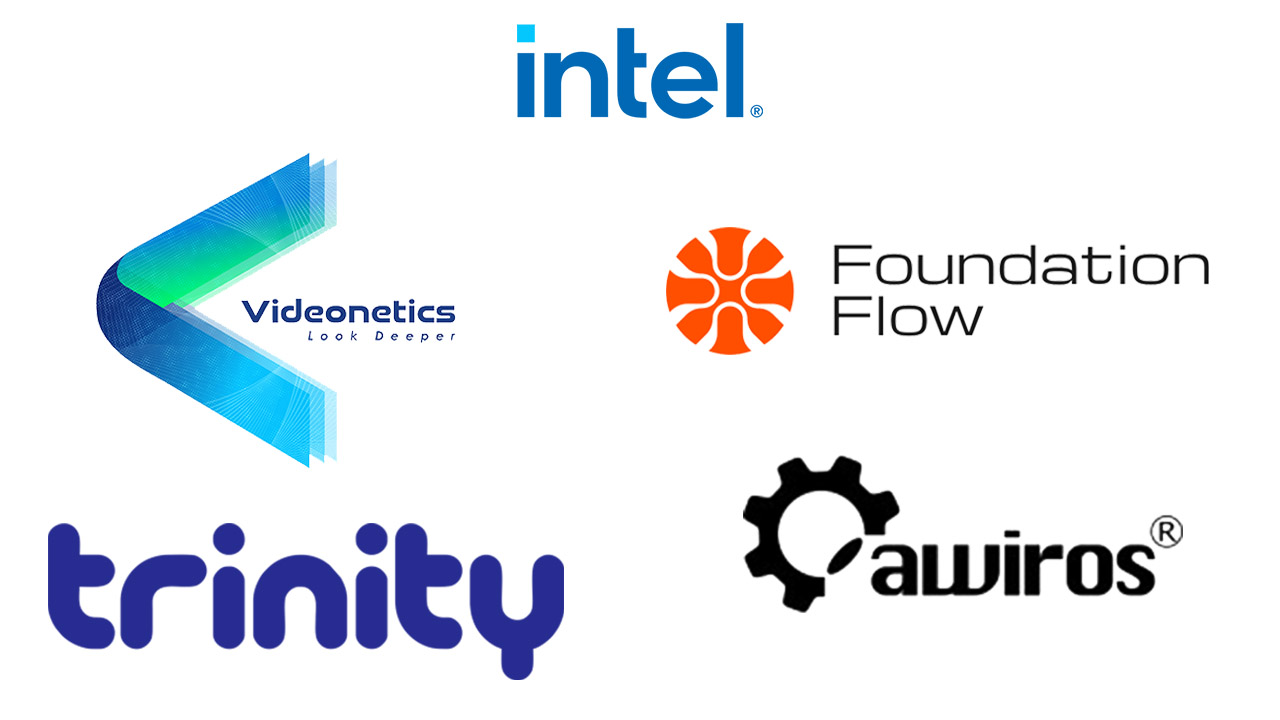 intel®
Videonetics
Look Deeper
Foundation
Flow
trinity
awiros®